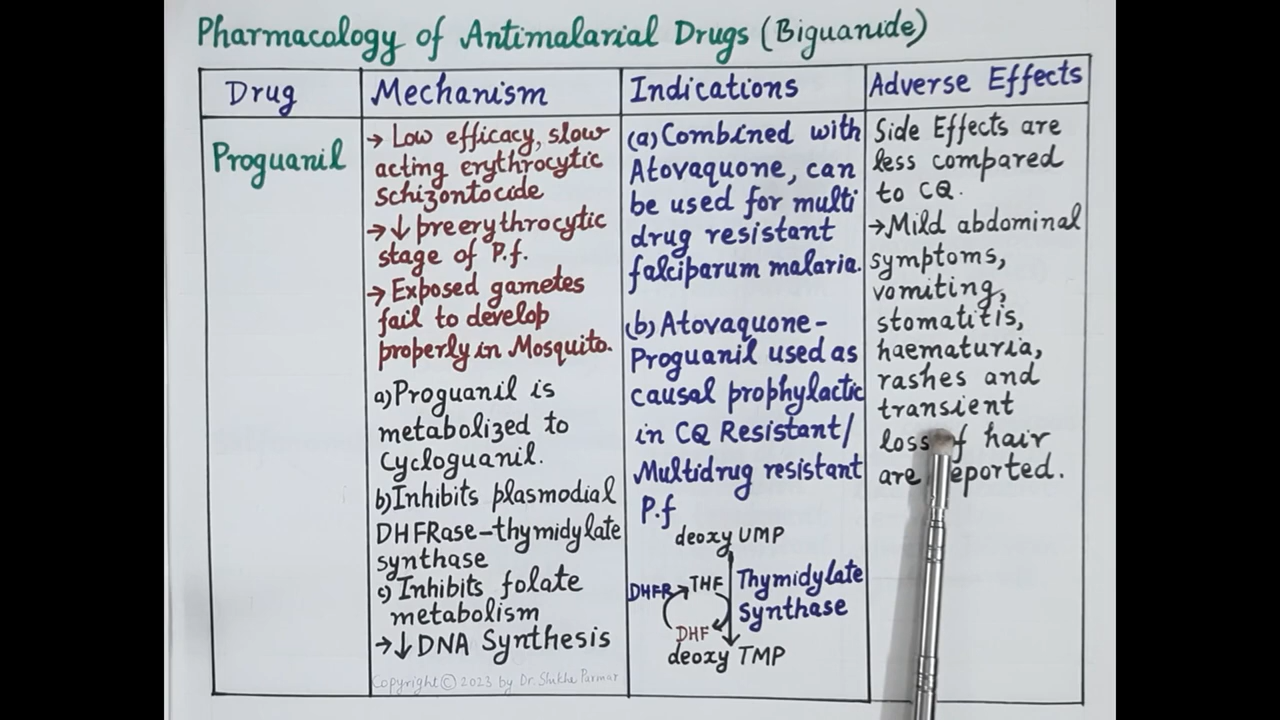 Pharmacology of Antimalarial Drugs (Biguanide)
Drug
Mechanism
Indications
Adverse Effects
Proguanil
→ Low efficacy, slow
acting erythrocytic
schizontocide
→ ↓ preerythrocytic
stage of P.f.
→ Exposed gametes
fail to develop
properly in Mosquito.
a) Proguanil is
metabolized to
Cycloguanil.
b) Inhibits plasmodial
DHFRase-thymidylate
synthase
c) Inhibits folate
metabolism
→ ↓ DNA Synthesis
Copyright © 2023 by Dr. Shikha Parmar
(a) Combined with
Atovaquone, can
be used for multi
drug resistant
falciparum malaria.
(b) Atovaquone-
Proguanil used as
causal prophylactic
in CQ Resistant/
Multidrug resistant
P.f
deoxy UMP
DHFR → THF
Thymidylate
Synthase
DHF
deoxy TMP
Side Effects are
less compared
to CQ.
→ Mild abdominal
symptoms,
vomiting,
stomatitis,
haematuria,
rashes and
transient
loss of hair
are reported.